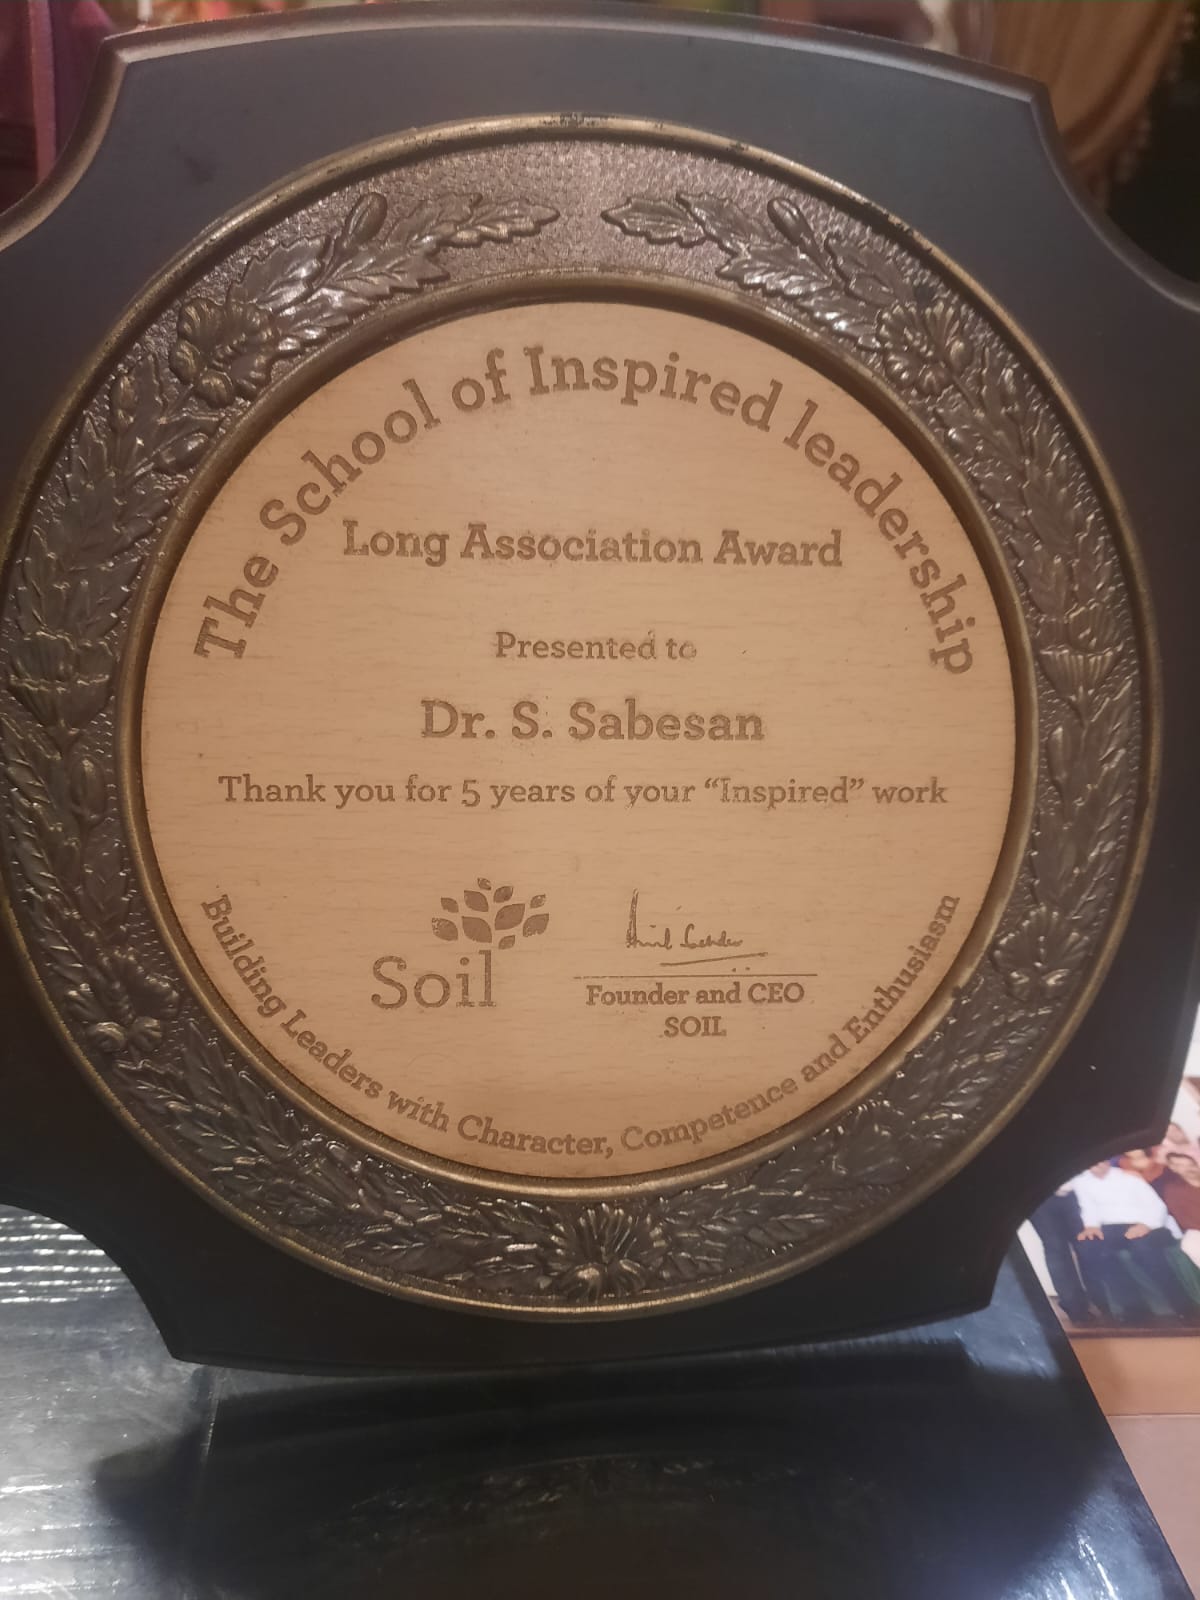 The School of Inspired leadership
Long Association Award
Presented to
Dr. S. Sabesan
Thank you for 5 years of your “Inspired” work
Soil
Founder and CEO
SOIL
Building Leaders with Character, Competence and Enthusiasm